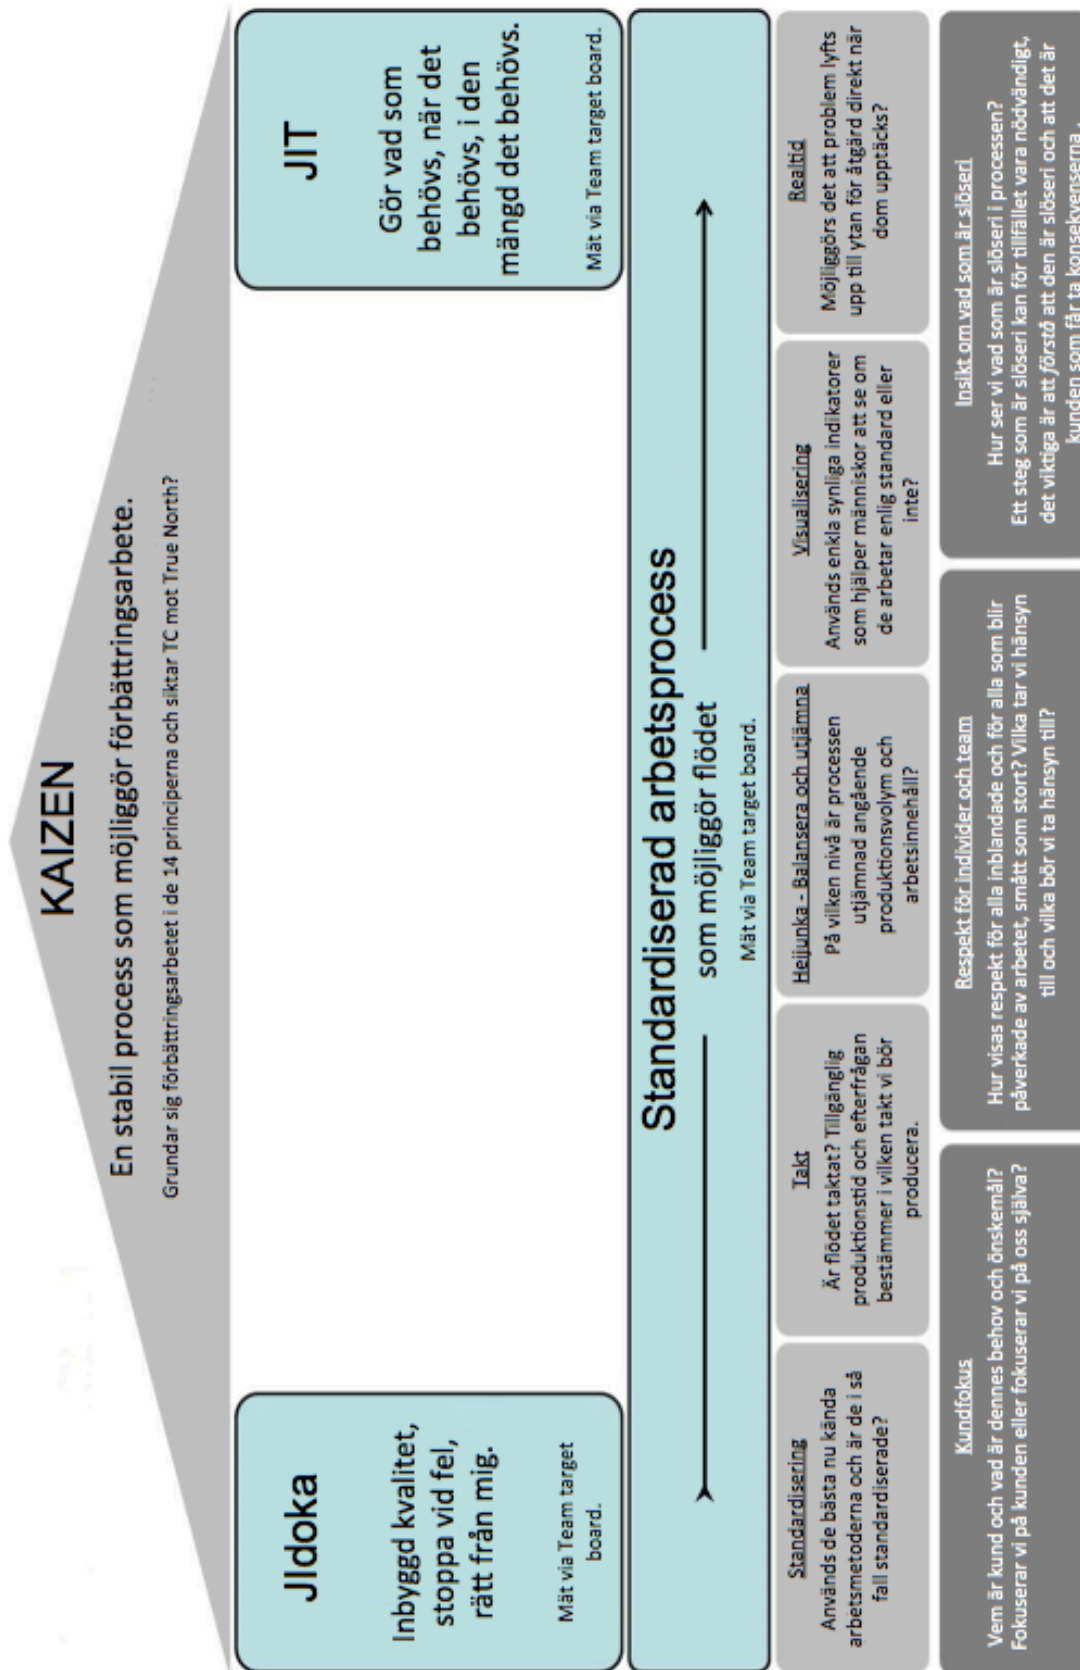 KAIZEN
En stabil process som möjliggör förbättringsarbete.
Grundar sig förbättringsarbetet i de 14 principerna och siktar TC mot True North?
JIdoka
Inbyggd kvalitet,
stoppa vid fel,
rätt från mig.
Mät via Team target
board.
JIT
Gör vad som
behövs, när det
behövs, i den
mängd det behövs.
Mät via Team target board.
Standardiserad arbetsprocess
som möjliggör flödet
Mät via Team target board.
Standardisering
Används de bästa nu kända
arbetsmetoderna och är de i så
fall standardiserade?
Takt
Är flödet taktat? Tillgänglig
produktionstid och efterfrågan
bestämmer i vilken takt vi bör
producera.
Heijunka - Balansera och utjämna
På vilken nivå är processen
utjämnad angående
produktionsvolym och
arbetsinnehåll?
Visualisering
Används enkla synliga indikatorer
som hjälper människor att se om
de arbetar enlig standard eller
inte?
Realtid
Möjliggörs det att problem lyfts
upp till ytan för åtgärd direkt när
dom upptäcks?
Kundfokus
Vem är kund och vad är dennes behov och önskemål?
Fokuserar vi på kunden eller fokuserar vi på oss själva?
Respekt för individer och team
Hur visas respekt för alla inblandade och för alla som blir
påverkade av arbetet, smått som stort? Vilka tar vi hänsyn
till och vilka bör vi ta hänsyn till?
Insikt om vad som är slöseri
Hur ser vi vad som är slöseri i processen?
Ett steg som är slöseri kan för tillfället vara nödvändigt,
det viktiga är att förstå att den är slöseri och att det är
kunden som får ta konsekvenserna.